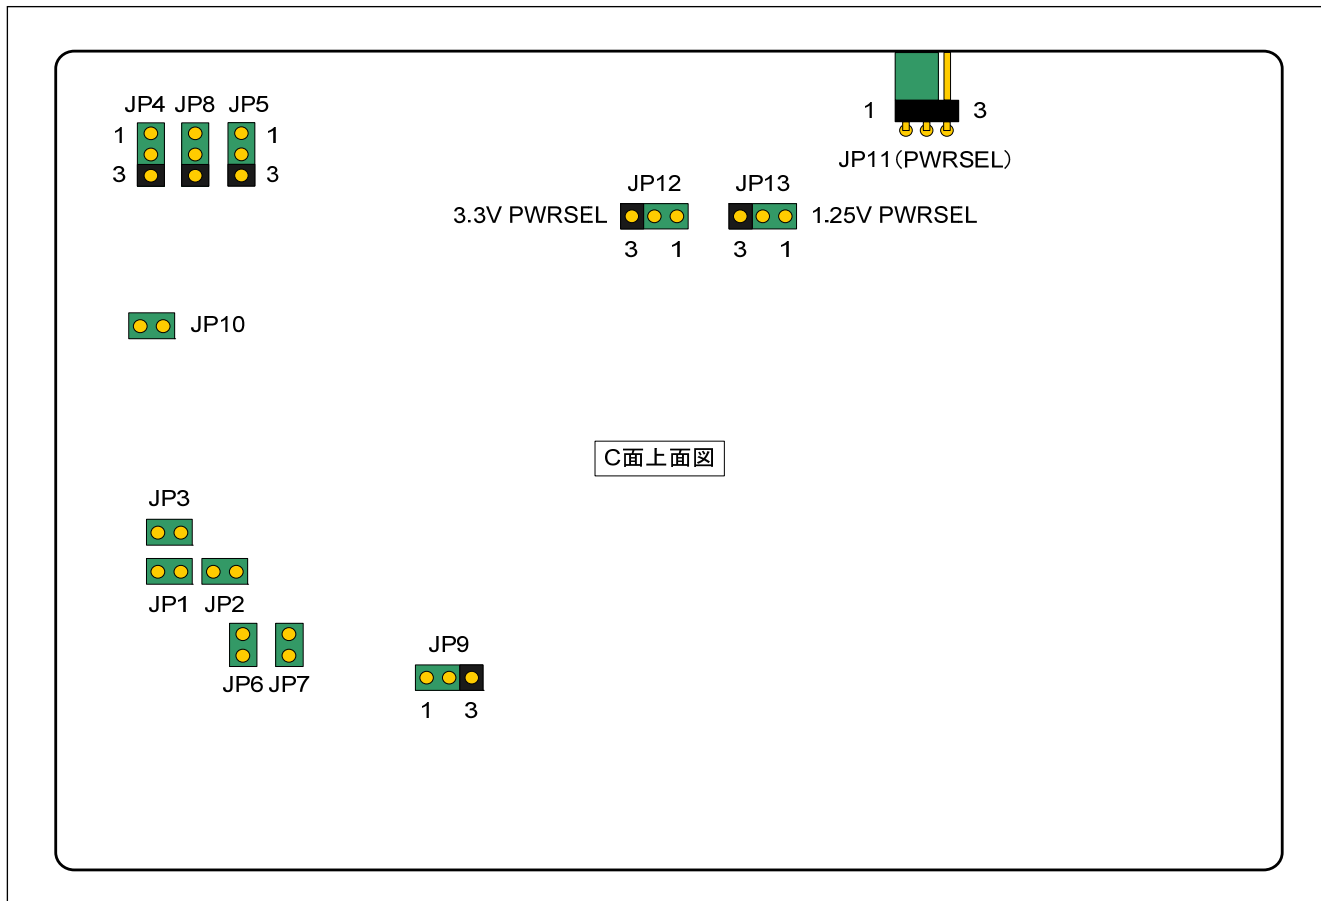 JP4 JP8 JP5
1 1
3 3
1 3
JP11(PWRSEL)
JP12 JP13
3.3V PWRSEL 1.25V PWRSEL
3 1 3 1
JP10
C面上面図
JP3
JP1 JP2
JP9
JP6 JP7
1 3